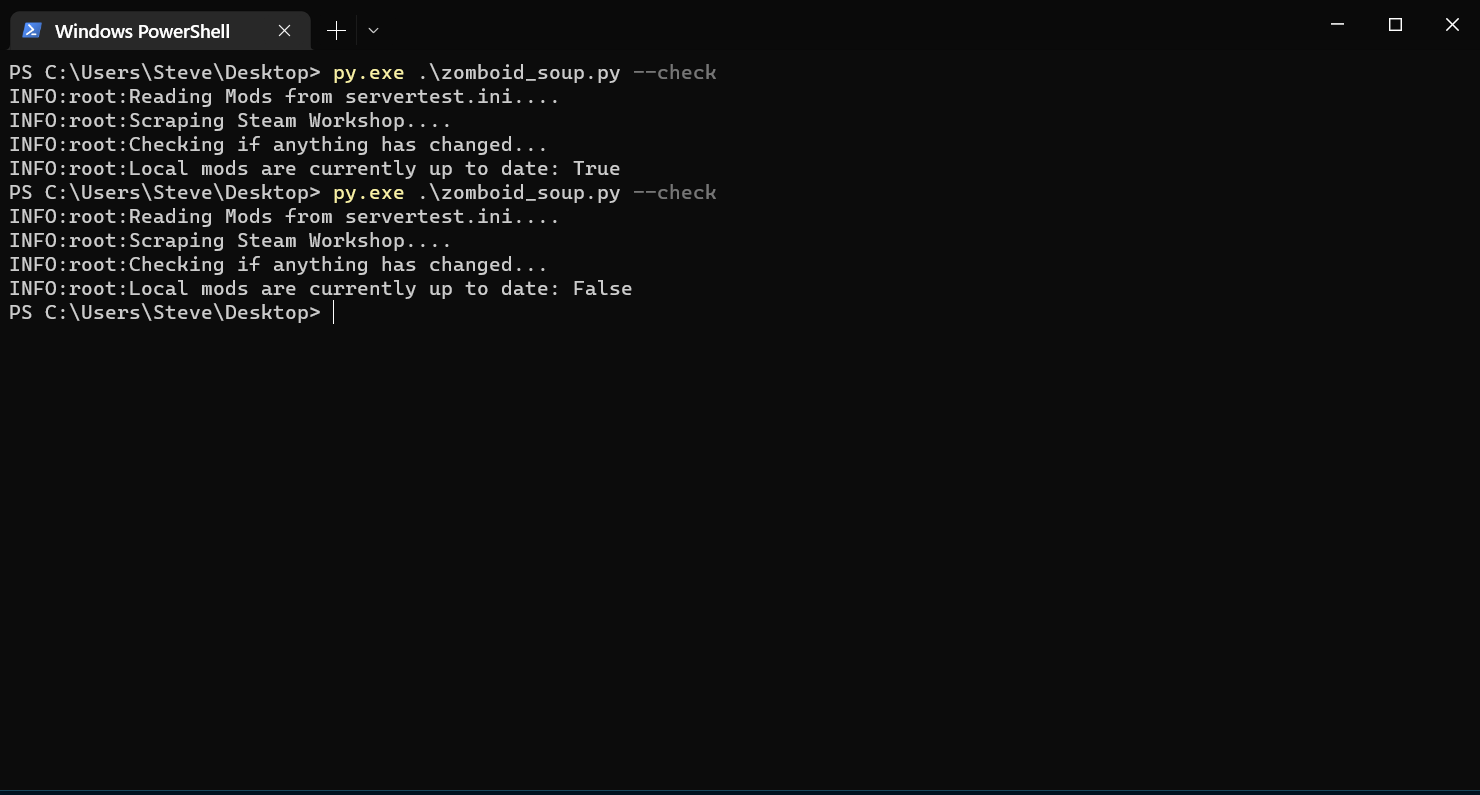 Windows PowerShell
PS C:\Users\Steve\Desktop> py.exe .\zomboid_soup.py --check
INFO:root:Reading Mods from servertest.ini....
INFO:root:Scraping Steam Workshop....
INFO:root:Checking if anything has changed...
INFO:root:Local mods are currently up to date: True
PS C:\Users\Steve\Desktop> py.exe .\zomboid_soup.py --check
INFO:root:Reading Mods from servertest.ini....
INFO:root:Scraping Steam Workshop....
INFO:root:Checking if anything has changed...
INFO:root:Local mods are currently up to date: False
PS C:\Users\Steve\Desktop>